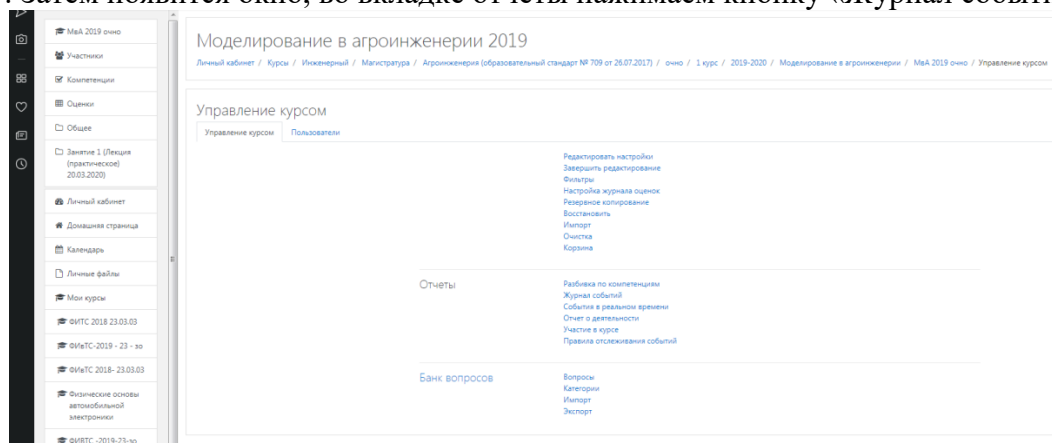 . Затем появится окно, во вкладке отчеты нажимаем кнопку «Журнал событ
МвА 2019 очно
Участники
Компетенции
Оценки
Общее
Занятие 1 (Лекция
(практическое)
20.03.2020)
Личный кабинет
Домашняя страница
Календарь
Личные файлы
Мои курсы
ФИТС 2018 23.03.03
ФИвТС-2019 - 23 - зо
ФИвТС 2018- 23.03.03
Физические основы
автомобильной
электроники
ФИВТС -2019-23-зо
Моделирование в агроинженерии 2019
Личный кабинет / Курсы / Инженерный / Магистратура / Агроинженерия (образовательный стандарт № 709 от 26.07.2017) / очно / 1 курс / 2019-2020 / Моделирование в агроинженерии / МвА 2019 очно / Управление курсом
Управление курсом
Управление курсом Пользователи
Редактировать настройки
Завершить редактирование
Фильтры
Настройка журнала оценок
Резервное копирование
Восстановить
Импорт
Очистка
Корзина
Отчеты
Разбивка по компетенциям
Журнал событий
События в реальном времени
Отчет о деятельности
Участие в курсе
Правила отслеживания событий
Банк вопросов
Вопросы
Категории
Импорт
Экспорт